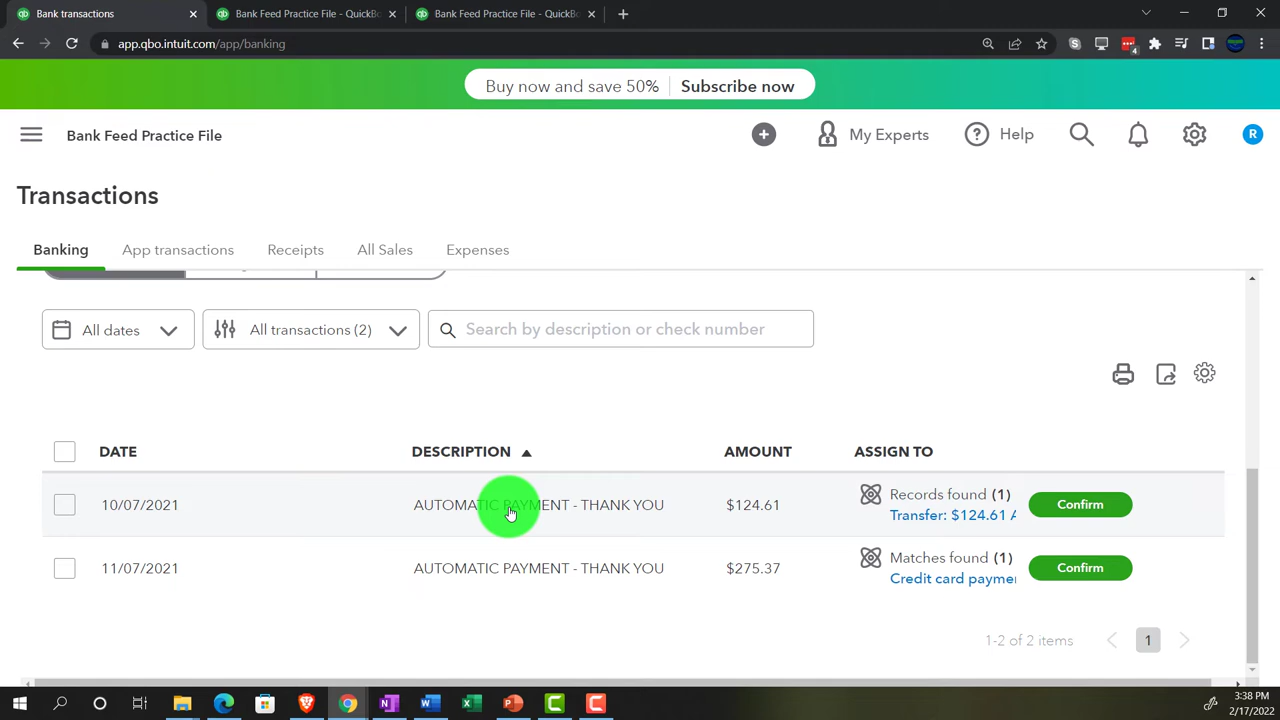 Bank transactions
Bank Feed Practice File - QuickBo
Bank Feed Practice File - QuickBo
app.qbo.intuit.com/app/banking
4
Buy now and save 50% Subscribe now
Bank Feed Practice File
My Experts
Help
R
Transactions
Banking
App transactions
Receipts
All Sales
Expenses
All dates
All transactions (2)
Search by description or check number
DATE DESCRIPTION AMOUNT ASSIGN TO
10/07/2021 AUTOMATIC PAYMENT - THANK YOU $124.61 Records found (1)
Transfer: $124.61 A
Confirm
11/07/2021 AUTOMATIC PAYMENT - THANK YOU $275.37 Matches found (1)
Credit card payme
Confirm
1-2 of 2 items
1
3:38 PM
2/17/2022